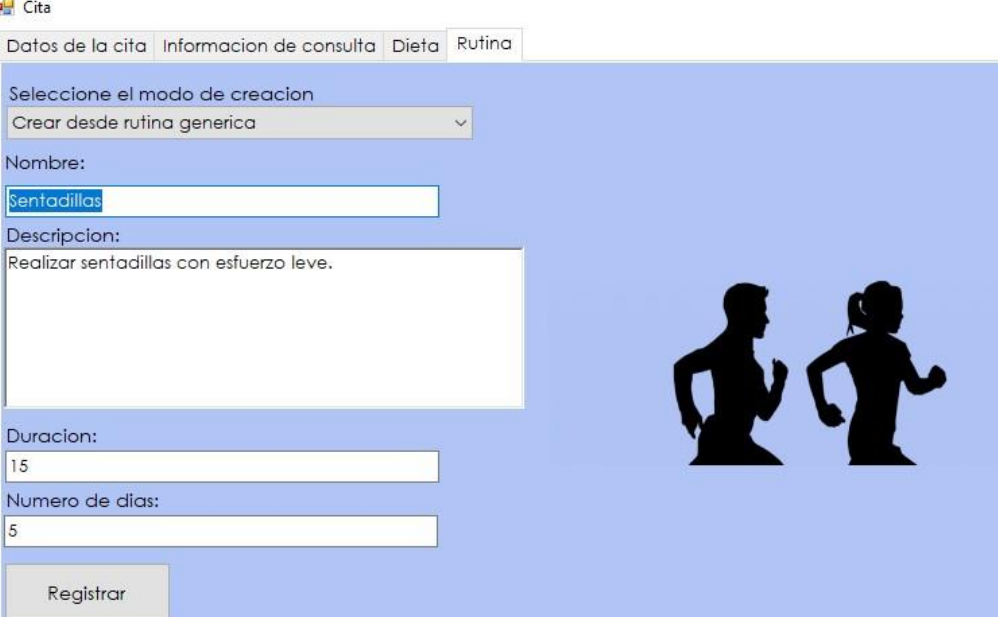 Cita
Datos de la cita Informacion de consulta Dieta Rutina
Seleccione el modo de creacion
Crear desde rutina generica
Nombre:
Sentadillas
Descripcion:
Realizar sentadillas con esfuerzo leve.
Duracion:
15
Numero de dias:
5
Registrar